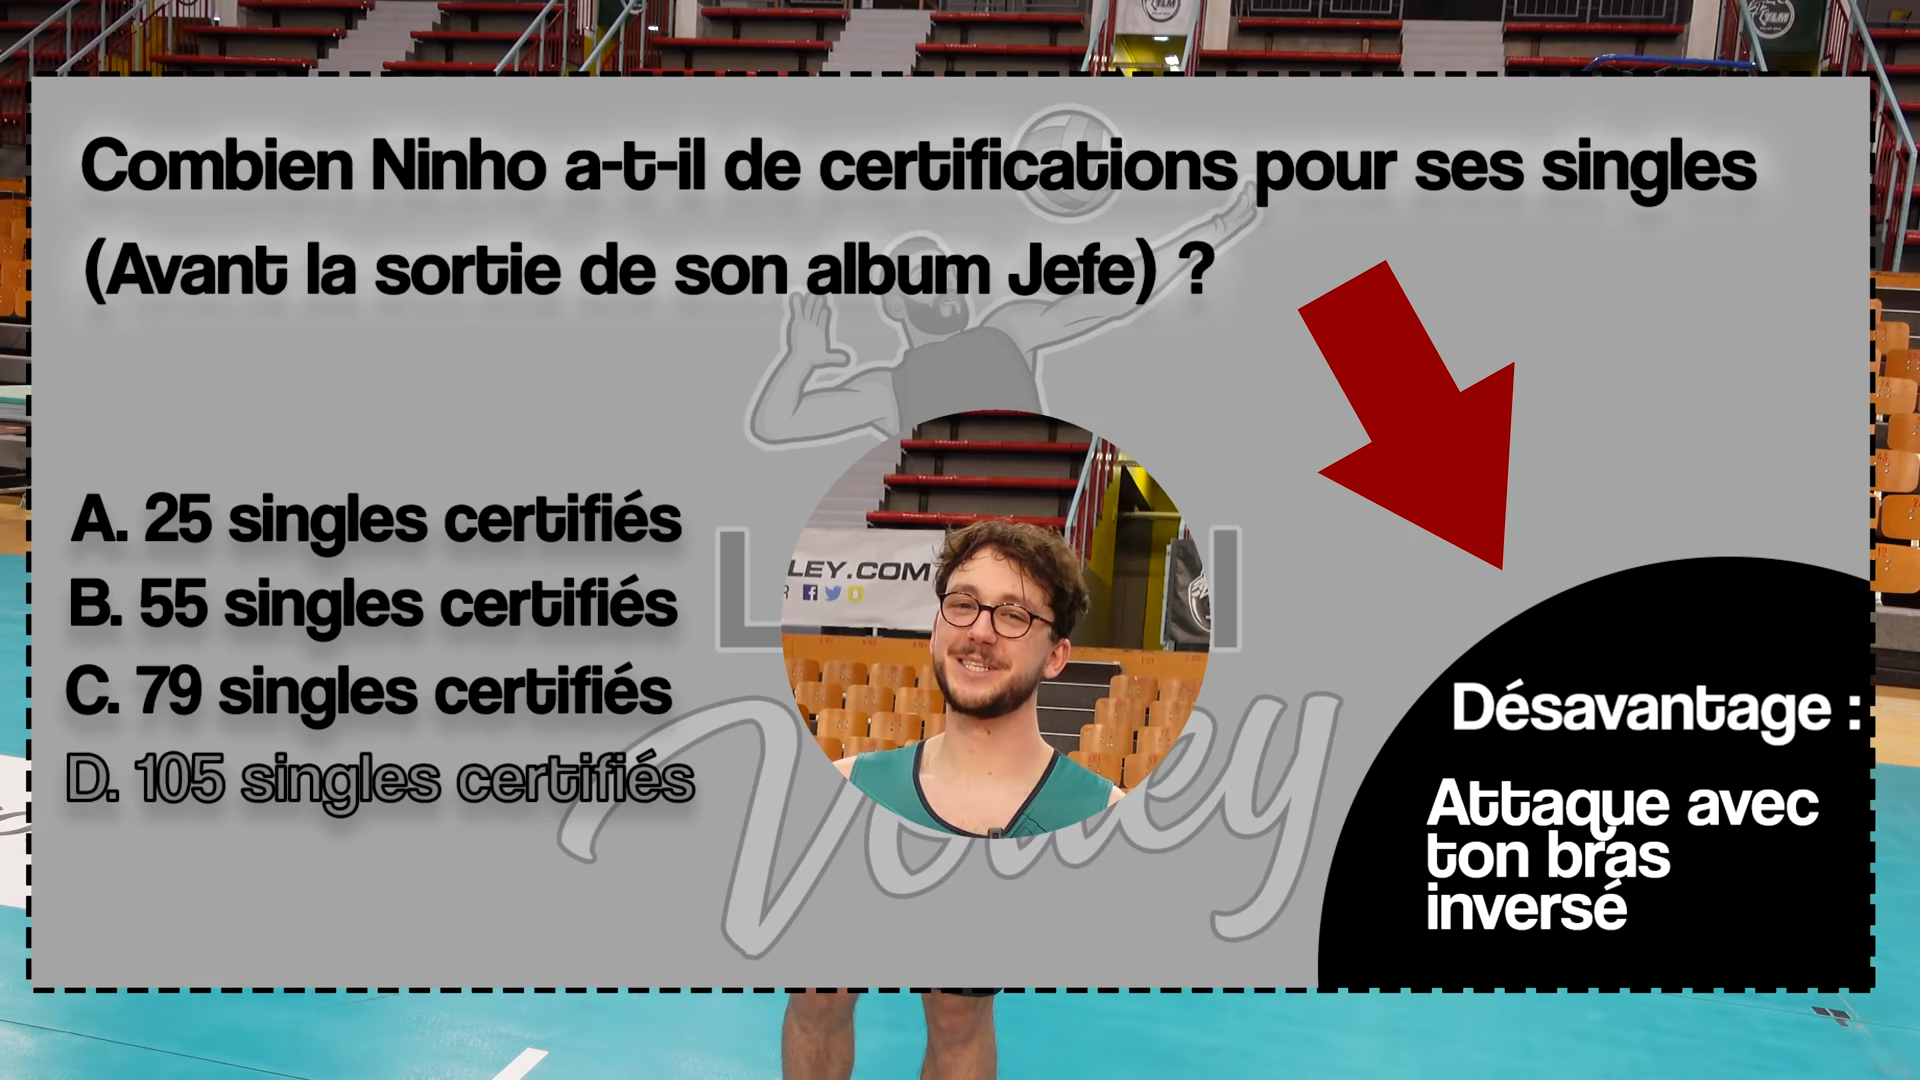 Combien Ninho a-t-il de certifications pour ses singles
(Avant la sortie de son album Jefe) ?
A. 25 singles certifiés
B. 55 singles certifiés
C. 79 singles certifiés
D. 105 singles certifiés
LEY.COM
Volley
Désavantage :
Attaque avec
ton bras
inversé